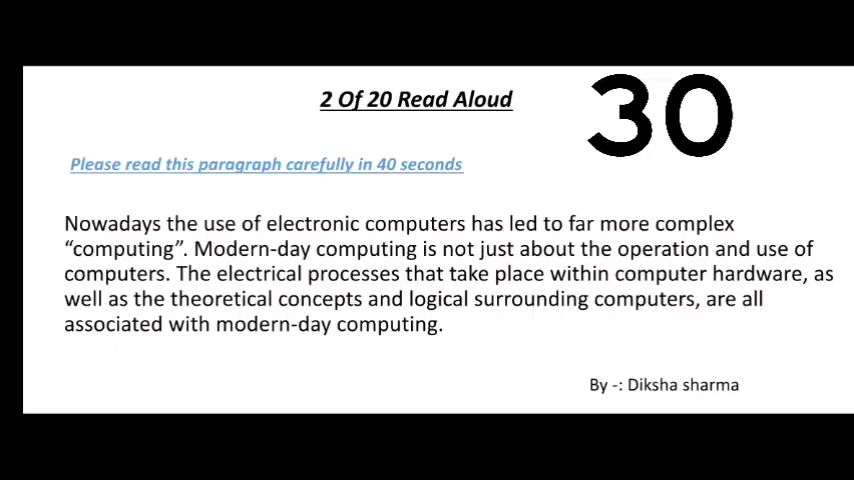 2 Of 20 Read Aloud
30
Please read this paragraph carefully in 40 seconds
Nowadays the use of electronic computers has led to far more complex
“computing”. Modern-day computing is not just about the operation and use of
computers. The electrical processes that take place within computer hardware, as
well as the theoretical concepts and logical surrounding computers, are all
associated with modern-day computing.
By -: Diksha sharma